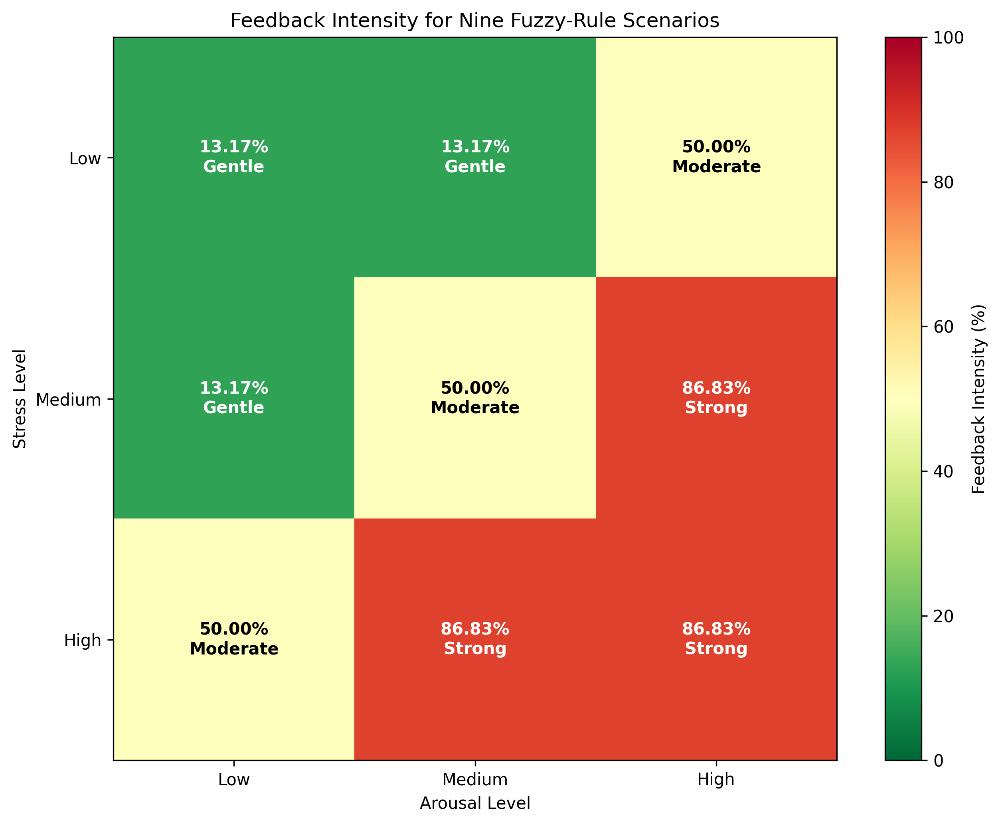 Feedback Intensity for Nine Fuzzy-Rule Scenarios
Stress Level
Low
13.17%
Gentle
13.17%
Gentle
50.00%
Moderate
Medium
13.17%
Gentle
50.00%
Moderate
86.83%
Strong
High
50.00%
Moderate
86.83%
Strong
86.83%
Strong
Low
Medium
High
Arousal Level
100
80
60
40
20
0
Feedback Intensity (%)